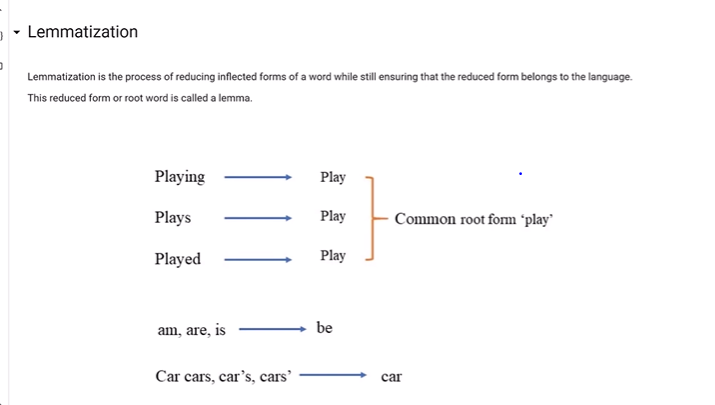 Lemmatization
Lemmatization is the process of reducing inflected forms of a word while still ensuring that the reduced form belongs to the language.
This reduced form or root word is called a lemma.
Playing Play
Plays Play Common root form ‘play’
Played Play
am, are, is be
Car cars, car’s, cars’ car